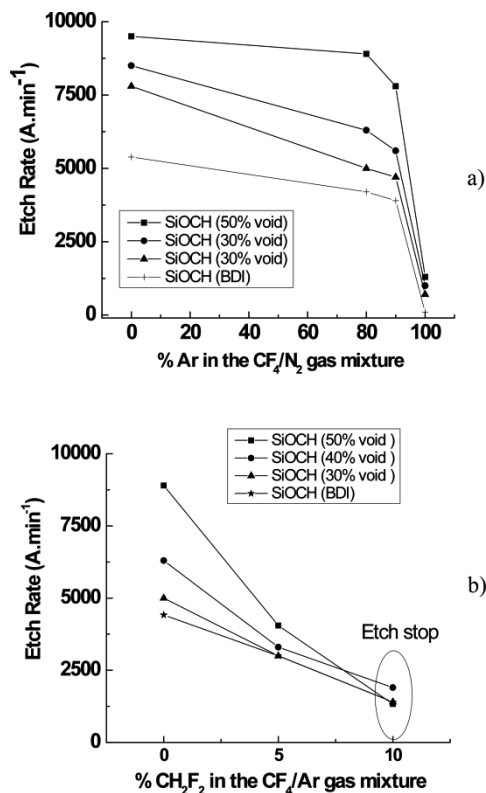 10000
7500
5000
2500
0
Etch Rate (A.min⁻¹)
SiOCH (50% void)
SiOCH (30% void)
SiOCH (30% void)
SiOCH (BDI)
0 20 40 60 80 100
% Ar in the CF₄/N₂ gas mixture
a)
10000
7500
5000
2500
0
Etch Rate (A.min⁻¹)
SiOCH (50% void )
SiOCH (40% void )
SiOCH (30% void )
SiOCH (BDI)
Etch stop
0 5 10
% CH₂F₂ in the CF₄/Ar gas mixture
b)